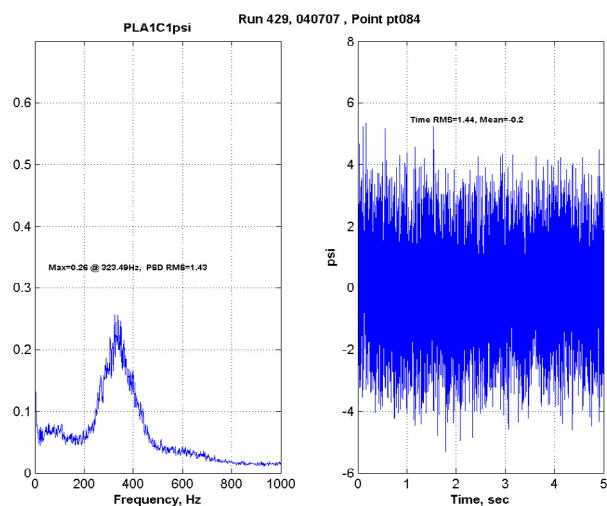 Run 429, 040707 , Point pt084
PLA1C1psi
0.7
0.6
0.5
0.4
0.3
0.2
0.1
0
Max=0.26 @ 323.49Hz, PSD RMS=1.43
0 200 400 600 800 1000
Frequency, Hz
8
6
4
2
0
-2
-4
-6
psi
Time RMS=1.44, Mean=-0.2
0 1 2 3 4 5
Time, sec